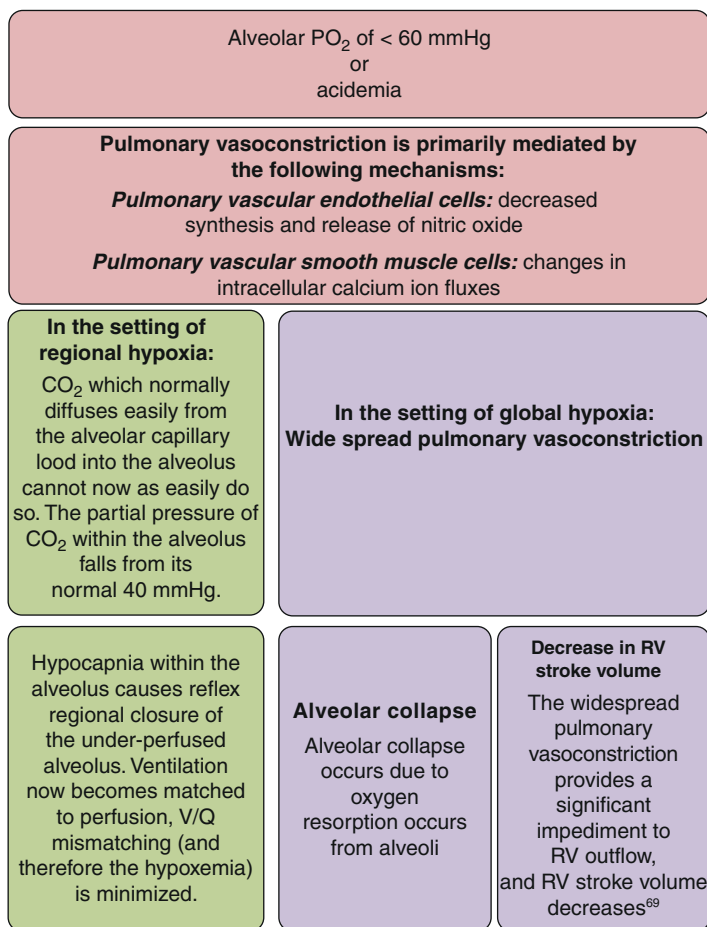 Alveolar PO2 of < 60 mmHg
or
acidemia
Pulmonary vasoconstriction is primarily mediated by
the following mechanisms:
Pulmonary vascular endothelial cells: decreased
synthesis and release of nitric oxide
Pulmonary vascular smooth muscle cells: changes in
intracellular calcium ion fluxes
In the setting of
regional hypoxia:
CO2 which normally
diffuses easily from
the alveolar capillary
lood into the alveolus
cannot now as easily do
so. The partial pressure of
CO2 within the alveolus
falls from its
normal 40 mmHg.
In the setting of global hypoxia:
Wide spread pulmonary vasoconstriction
Hypocapnia within the
alveolus causes reflex
regional closure of
the under-perfused
alveolus. Ventilation
now becomes matched
to perfusion, V/Q
mismatching (and
therefore the hypoxemia)
is minimized.
Alveolar collapse
Alveolar collapse
occurs due to
oxygen
resorption occurs
from alveoli
Decrease in RV
stroke volume
The widespread
pulmonary
vasoconstriction
provides a
significant
impediment to
RV outflow,
and RV stroke volume
decreases69